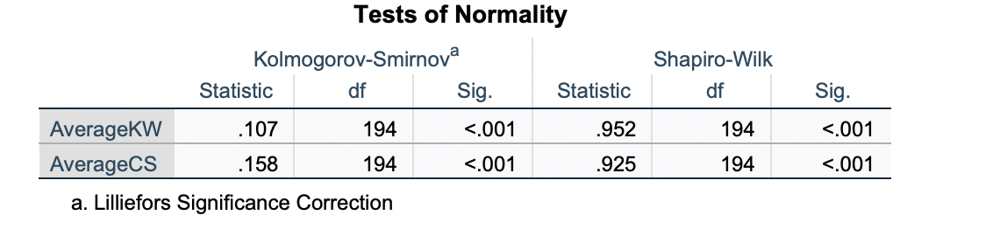 Tests of Normality
Kolmogorov-Smirnovᵃ Shapiro-Wilk
Statistic df Sig. Statistic df Sig.
AverageKW .107 194 <.001 .952 194 <.001
AverageCS .158 194 <.001 .925 194 <.001
a. Lilliefors Significance Correction